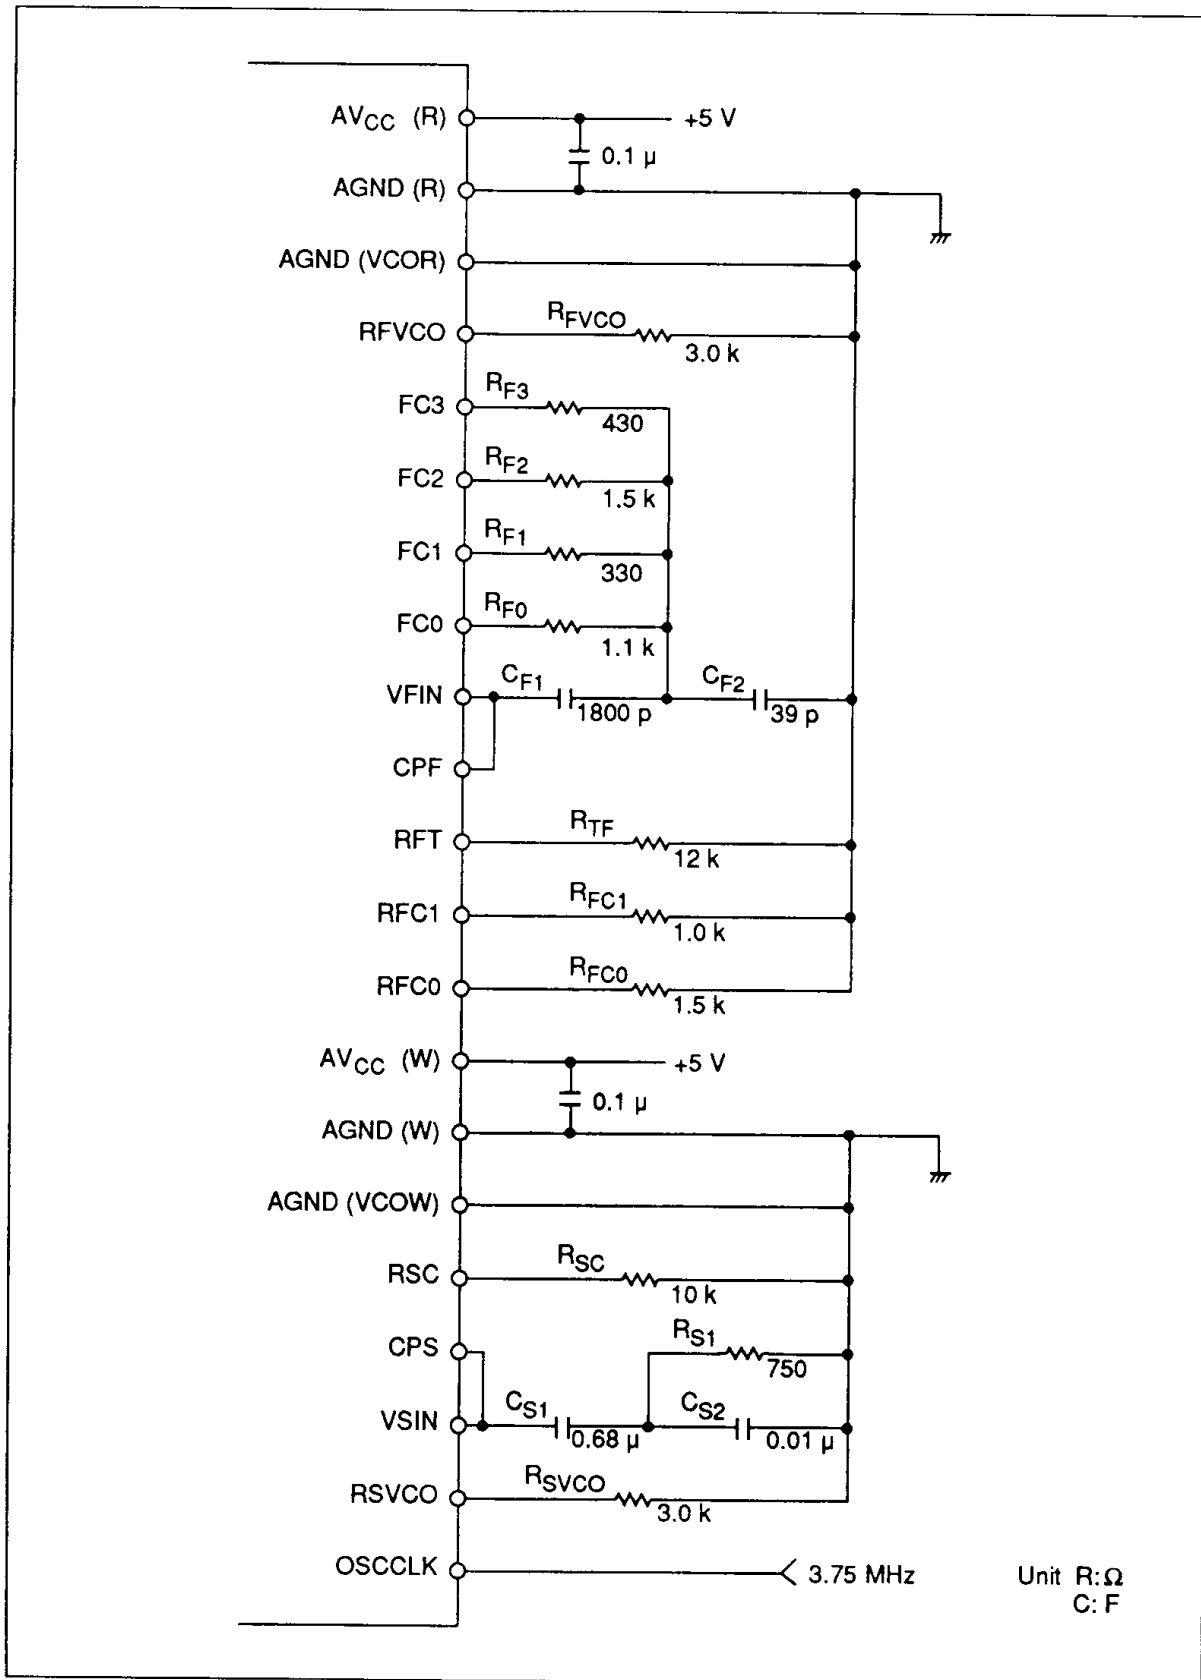 AVCC (R) +5 V
0.1 µ
AGND (R)
AGND (VCOR)
RFVCO RFVCO 3.0 k
FC3 RF3 430
FC2 RF2 1.5 k
FC1 RF1 330
FC0 RF0 1.1 k
VFIN CF1 1800 p CF2 39 p
CPF
RFT RTF 12 k
RFC1 RFC1 1.0 k
RFC0 RFC0 1.5 k
AVCC (W) +5 V
0.1 µ
AGND (W)
AGND (VCOW)
RSC RSC 10 k
CPS RS1 750
VSIN CS1 0.68 µ CS2 0.01 µ
RSVCO RSVCO 3.0 k
OSCCLK 3.75 MHz
Unit R:Ω
C: F